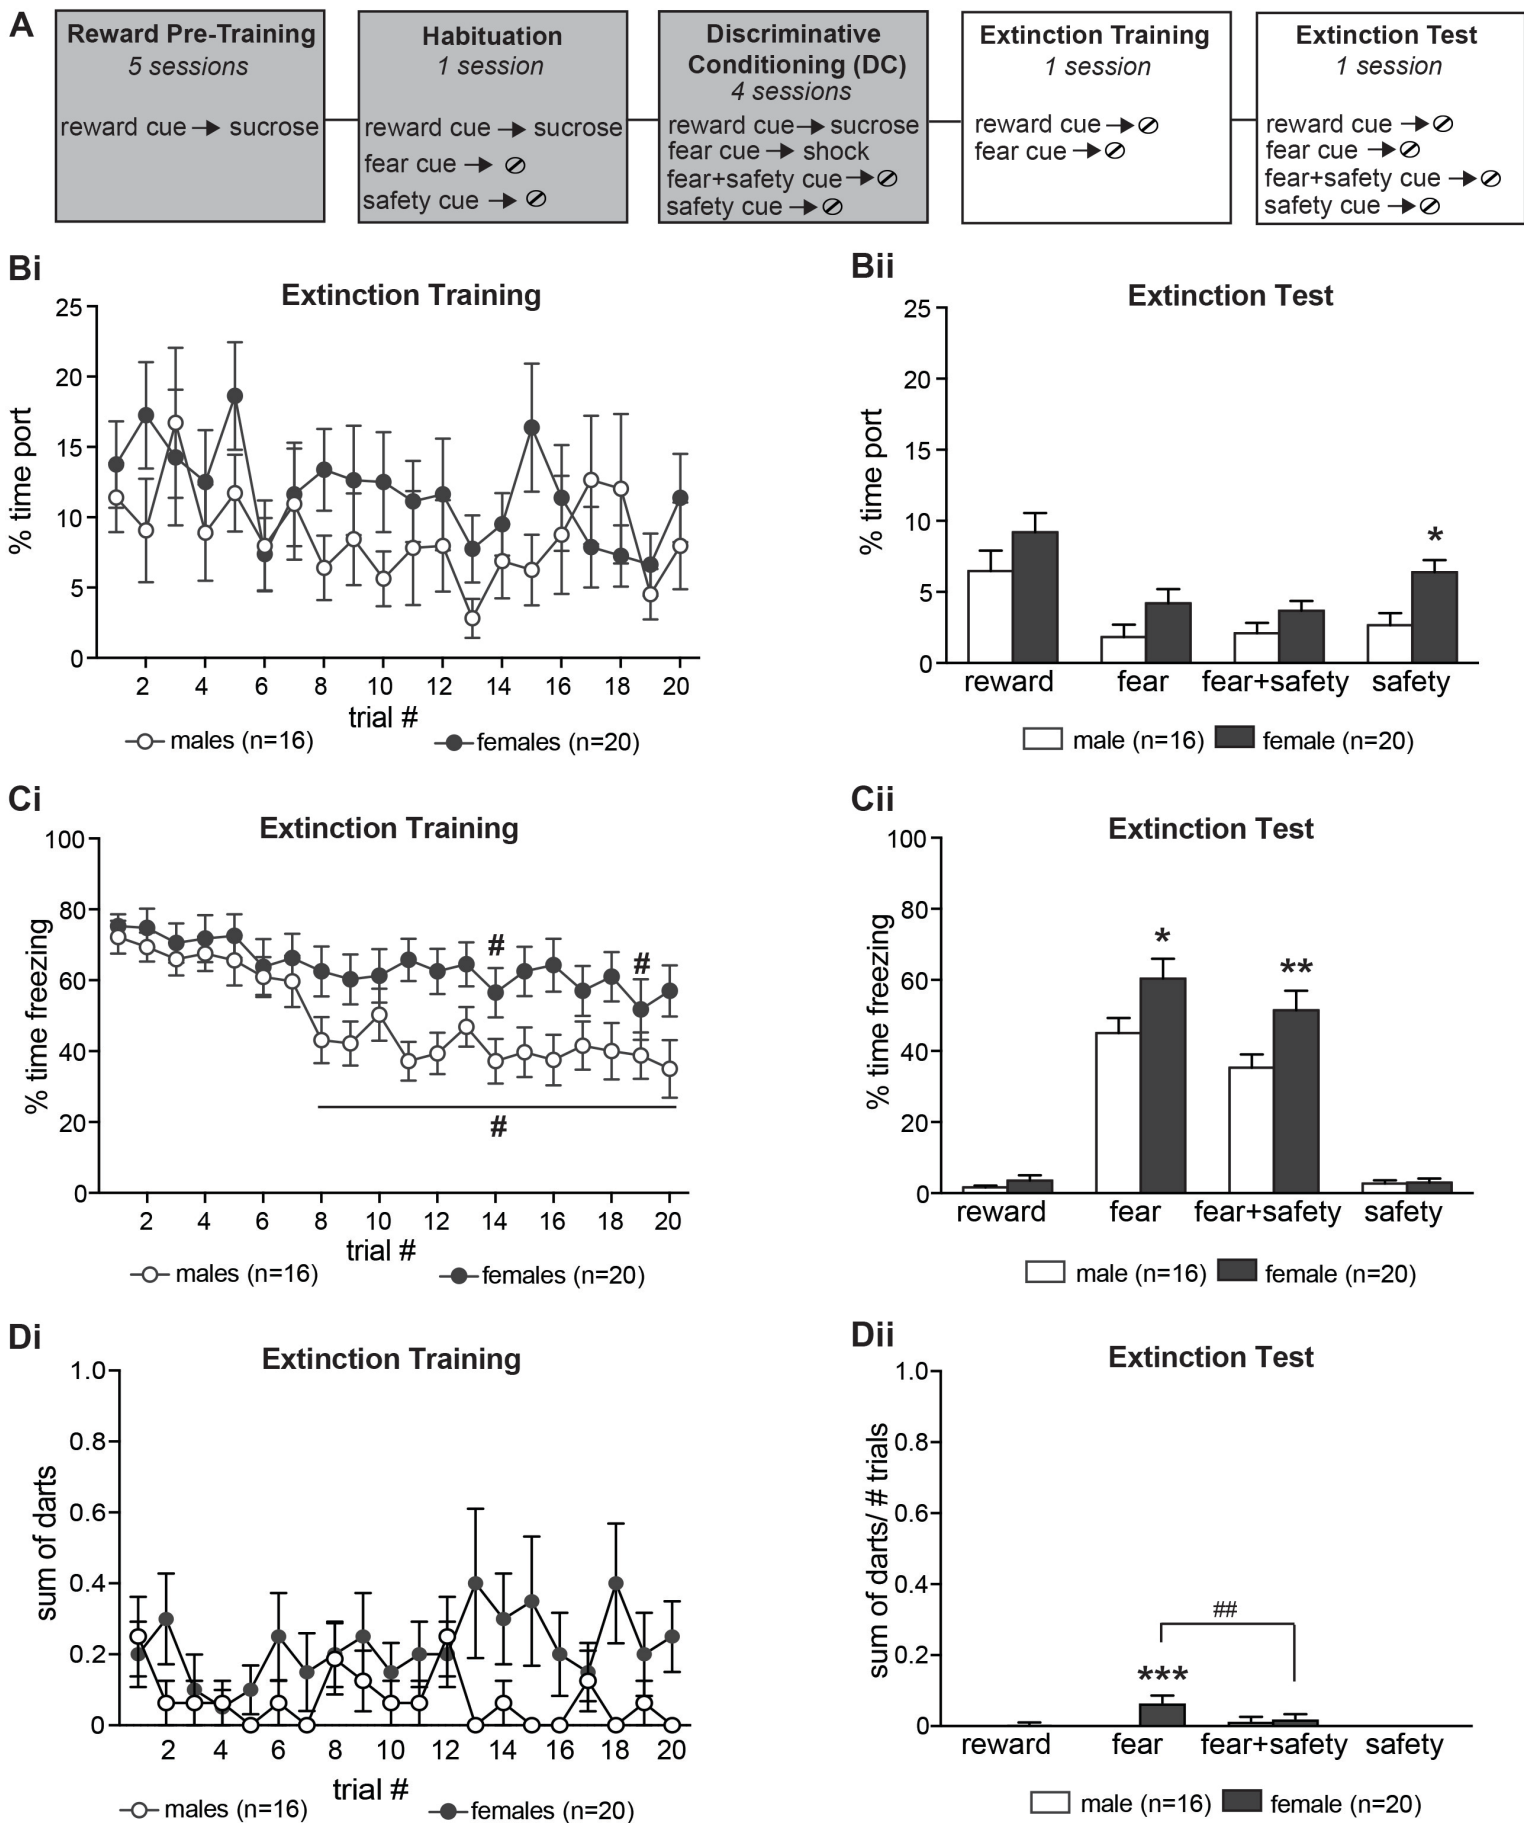 A
Reward Pre-Training
5 sessions
reward cue → sucrose
Habituation
1 session
reward cue → sucrose
fear cue → ⊘
safety cue → ⊘
Discriminative
Conditioning (DC)
4 sessions
reward cue → sucrose
fear cue → shock
fear+safety cue → ⊘
safety cue → ⊘
Extinction Training
1 session
reward cue → ⊘
fear cue → ⊘
Extinction Test
1 session
reward cue → ⊘
fear cue → ⊘
fear+safety cue → ⊘
safety cue → ⊘
Bi
Extinction Training
% time port
25
20
15
10
5
0
2 4 6 8 10 12 14 16 18 20
trial #
males (n=16) females (n=20)
Bii
Extinction Test
% time port
25
20
15
10
5
0
*
reward fear fear+safety safety
male (n=16) female (n=20)
Ci
Extinction Training
% time freezing
100
80
60
40
20
0
# #
#
2 4 6 8 10 12 14 16 18 20
trial #
males (n=16) females (n=20)
Cii
Extinction Test
% time freezing
100
80
60
40
20
0
* **
reward fear fear+safety safety
male (n=16) female (n=20)
Di
Extinction Training
sum of darts
1.0
0.8
0.6
0.4
0.2
0
2 4 6 8 10 12 14 16 18 20
trial #
males (n=16) females (n=20)
Dii
Extinction Test
sum of darts/ # trials
1.0
0.8
0.6
0.4
0.2
0
##
***
reward fear fear+safety safety
male (n=16) female (n=20)